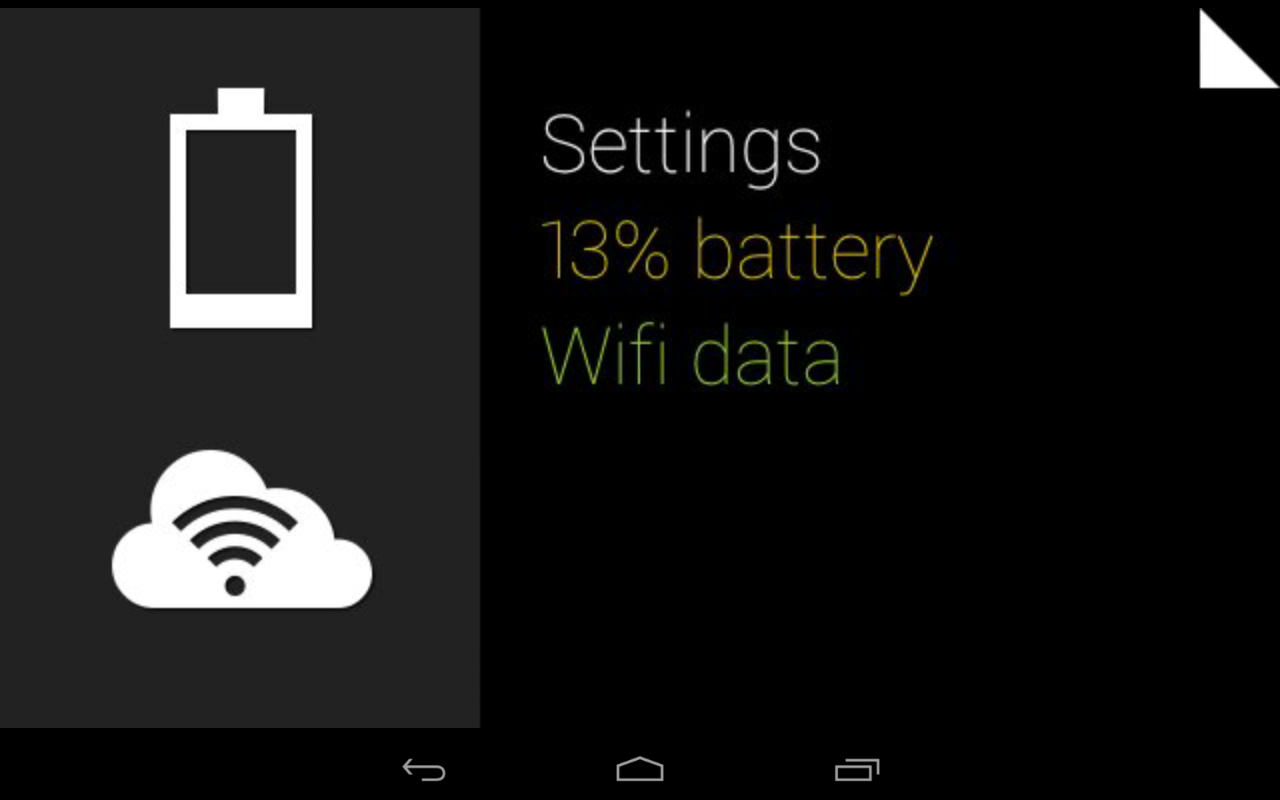 Settings
13% battery
Wifi data